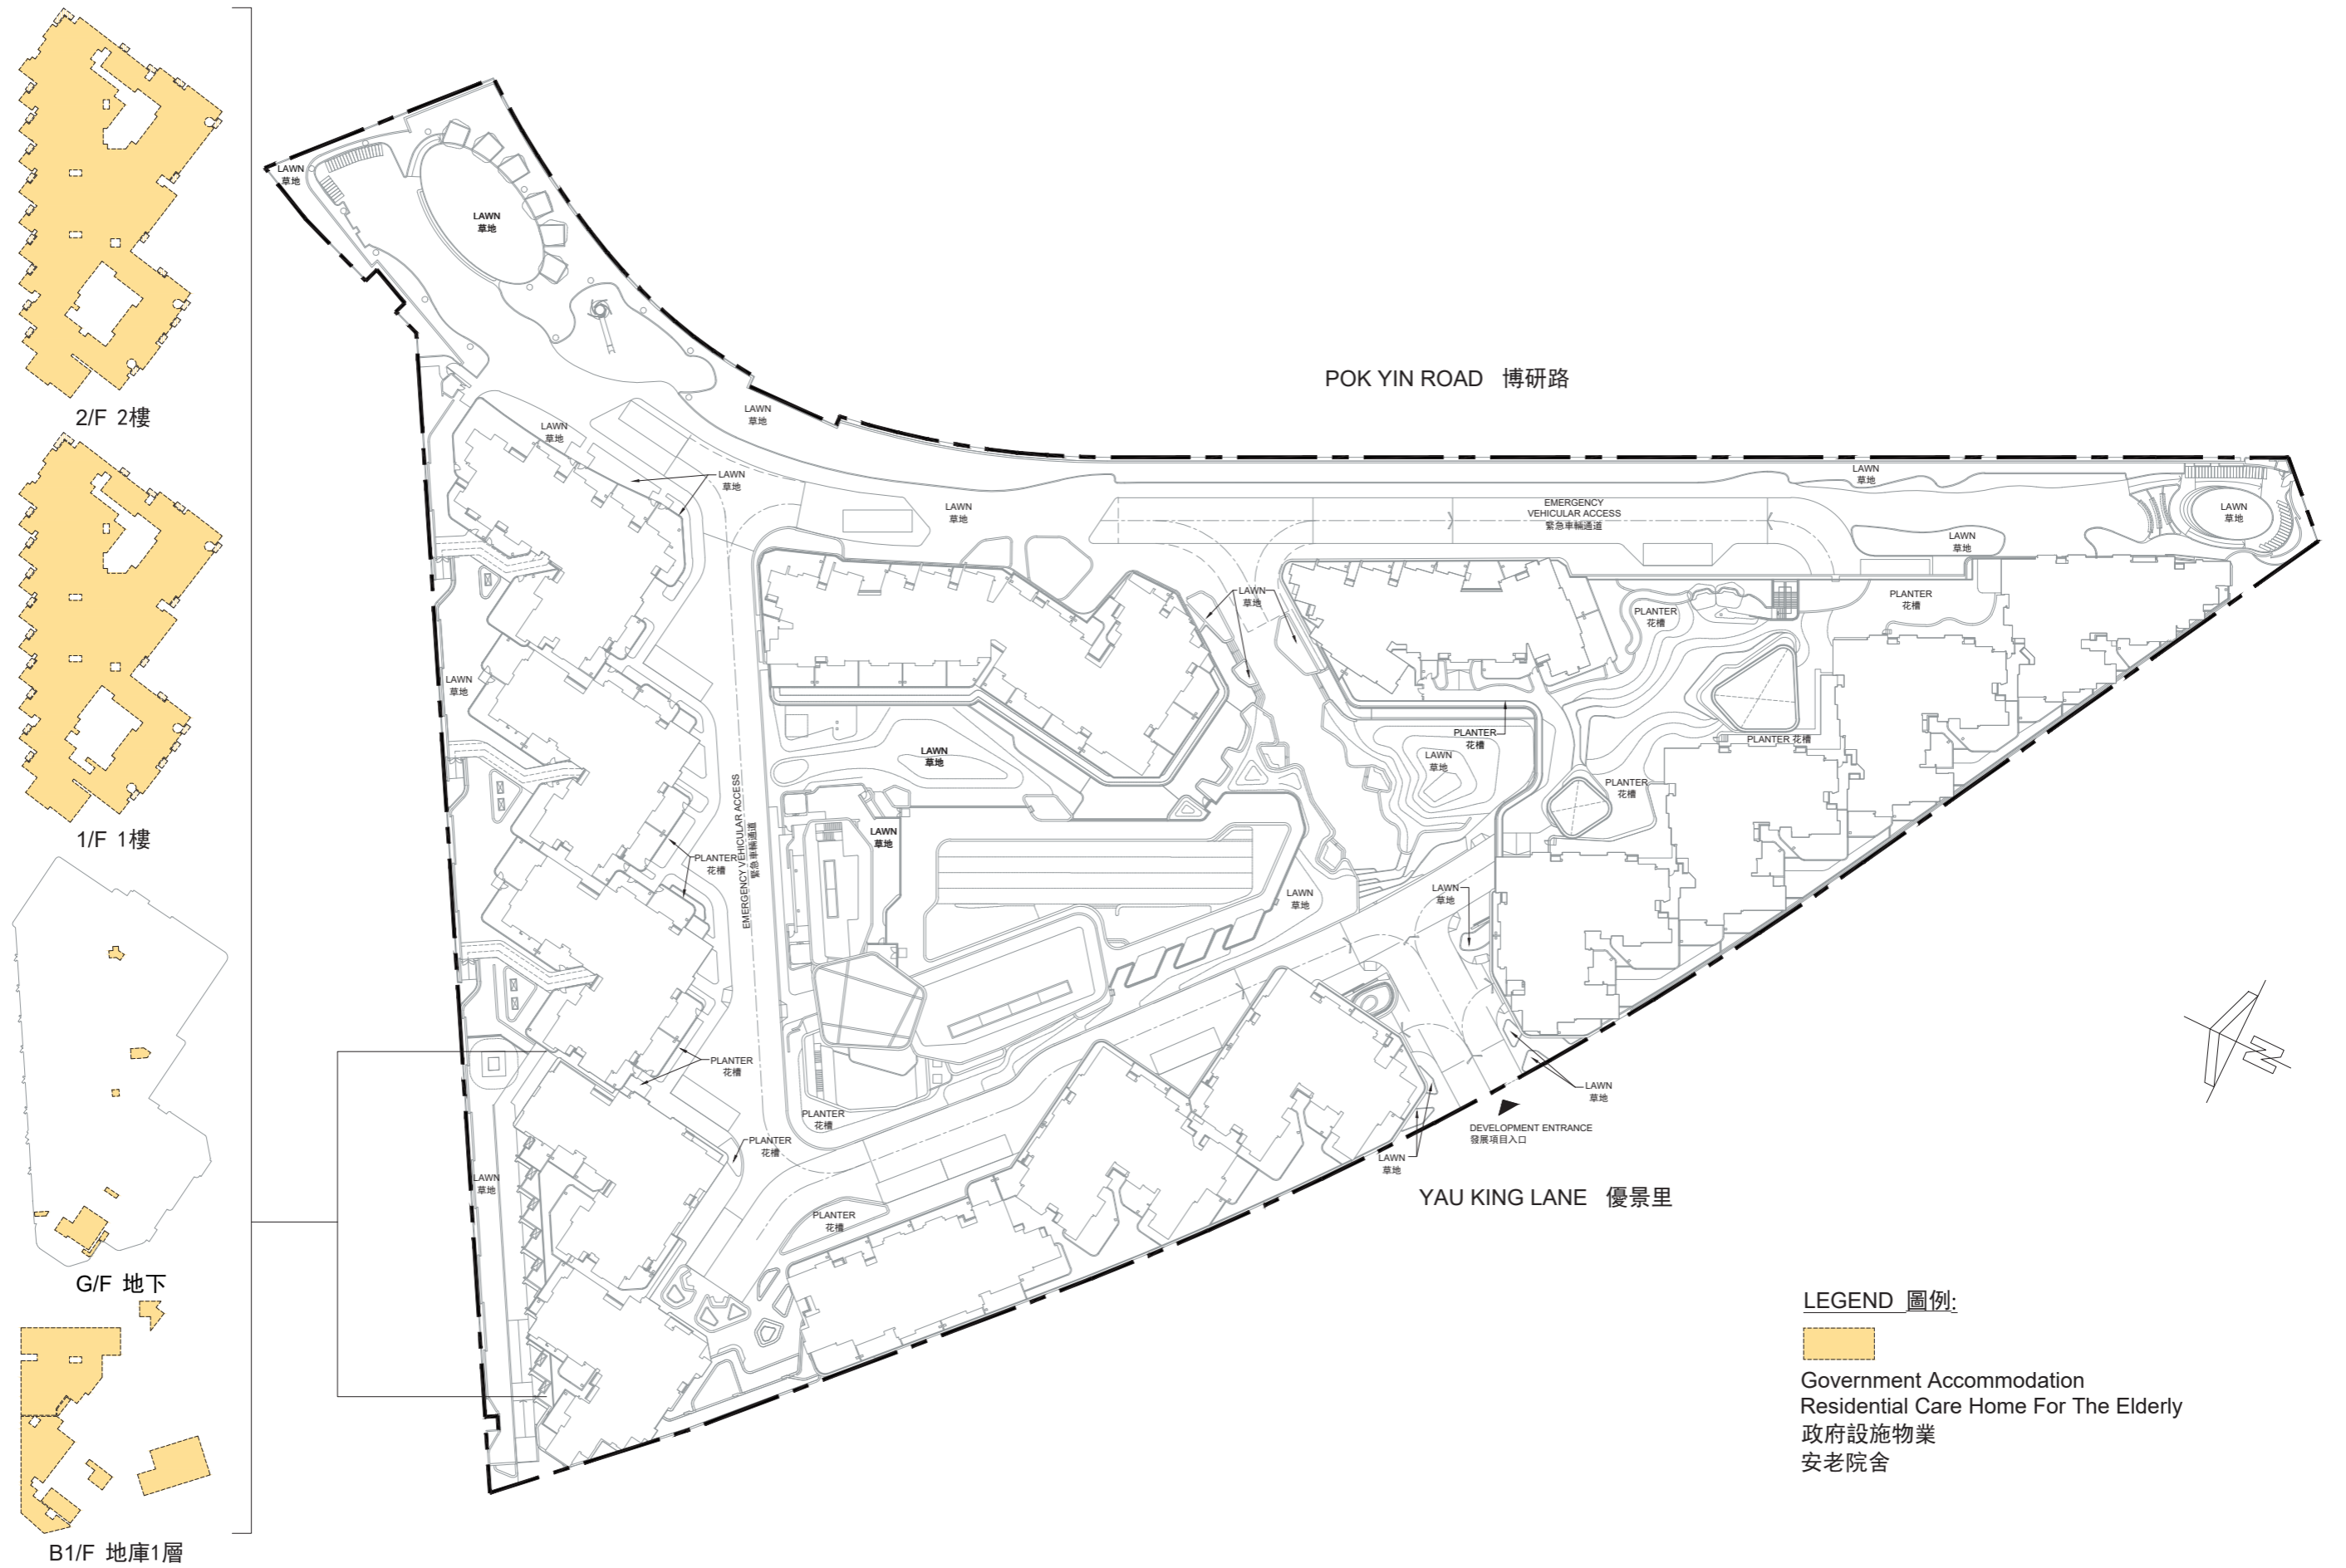 2/F 2樓
1/F 1樓
G/F 地下
B1/F 地庫1層
LAWN
草地
LAWN
草地
POK YIN ROAD 博研路
LAWN
草地
LAWN
草地
LAWN
草地
LAWN
草地
LAWN
草地
EMERGENCY
VEHICULAR ACCESS
緊急車輛通道
LAWN
草地
LAWN
草地
LAWN
草地
PLANTER
花槽
PLANTER
花槽
LAWN
草地
PLANTER
花槽
PLANTER 花槽
LAWN
草地
LAWN
草地
PLANTER
花槽
EMERGENCY VEHICULAR ACCESS
緊急車輛通道
LAWN
草地
PLANTER
花槽
LAWN
草地
LAWN
草地
PLANTER
花槽
LAWN
草地
PLANTER
花槽
PLANTER
花槽
DEVELOPMENT ENTRANCE
發展項目入口
LAWN
草地
LAWN
草地
PLANTER
花槽
YAU KING LANE 優景里
N
LEGEND 圖例:
Government Accommodation
Residential Care Home For The Elderly
政府設施物業
安老院舍